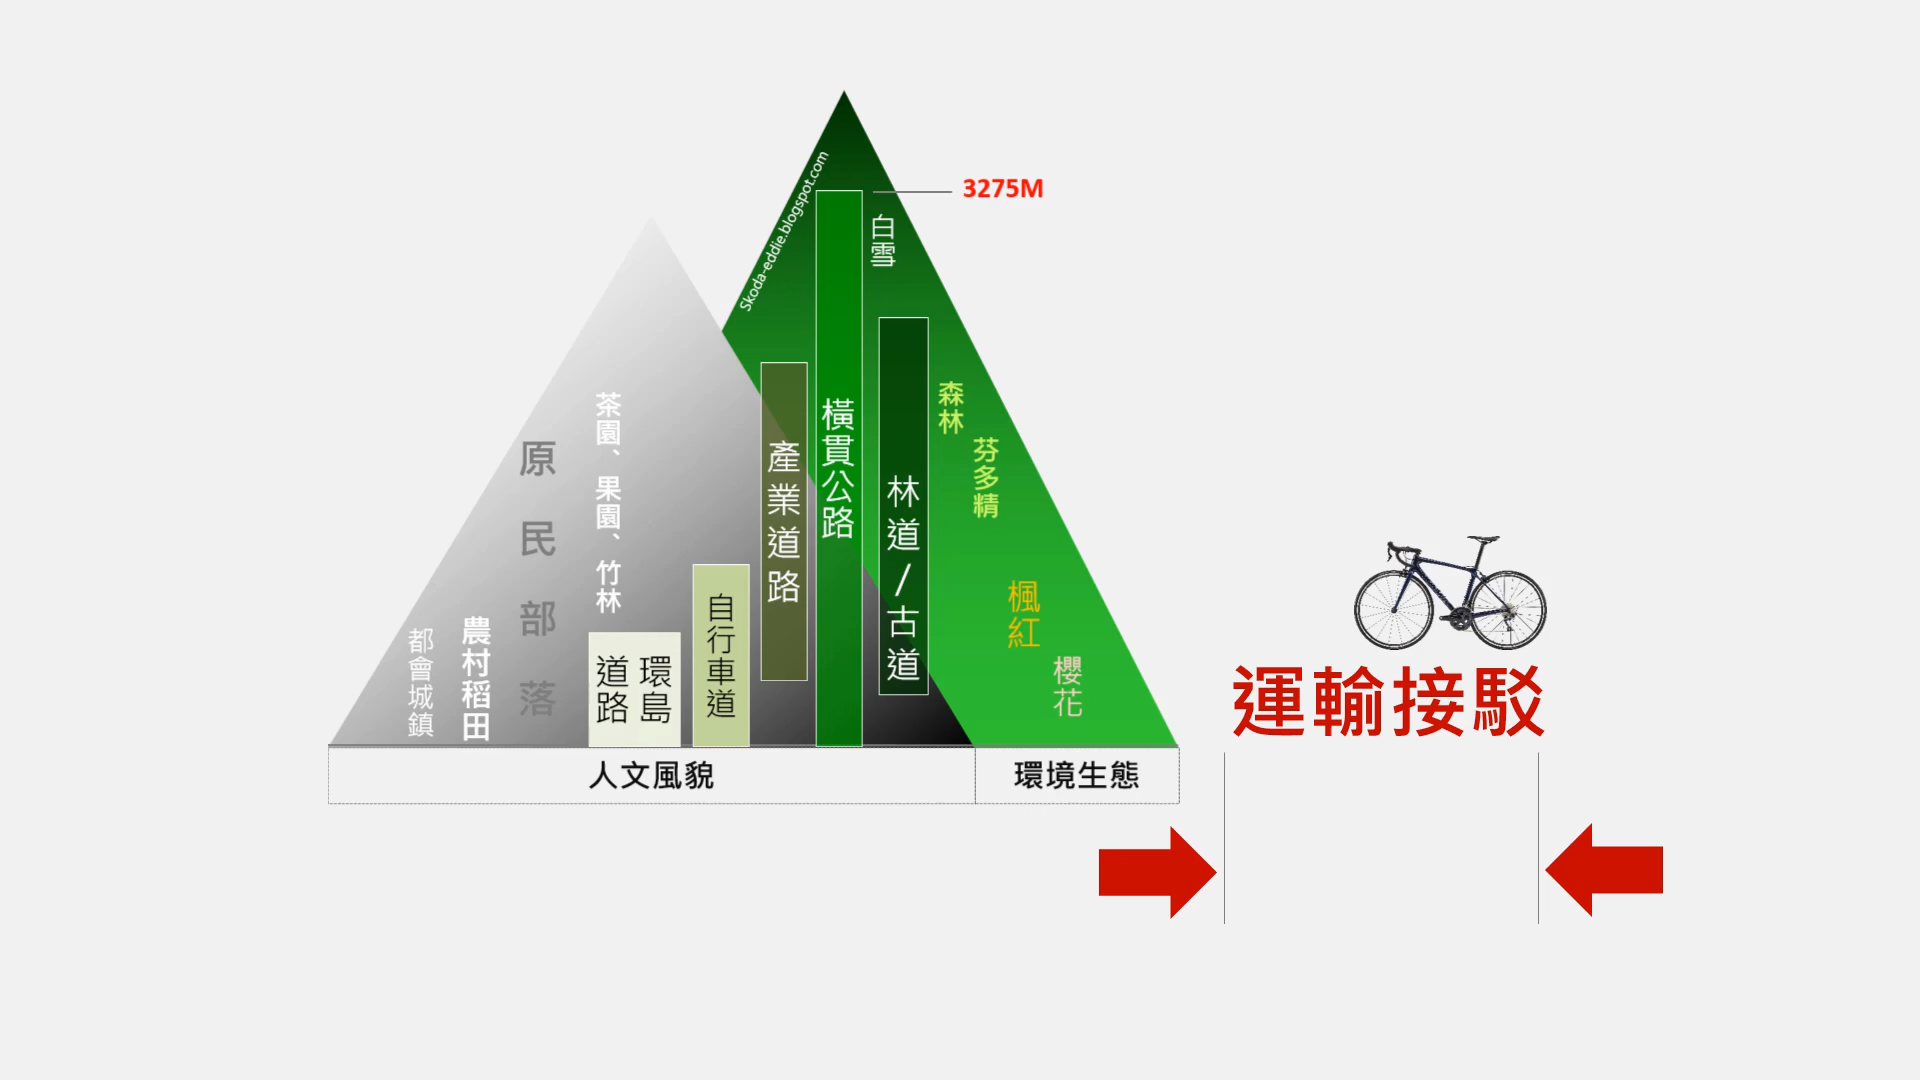 Skoda-eddie.blogspot.com
3275M
白雪
森林
芬多精
楓紅
櫻花
林道/古道
橫貫公路
產業道路
自行車道
環島
道路
茶園、果園、竹林
原民部落
農村稻田
都會城鎮
人文風貌
環境生態
運輸接駁